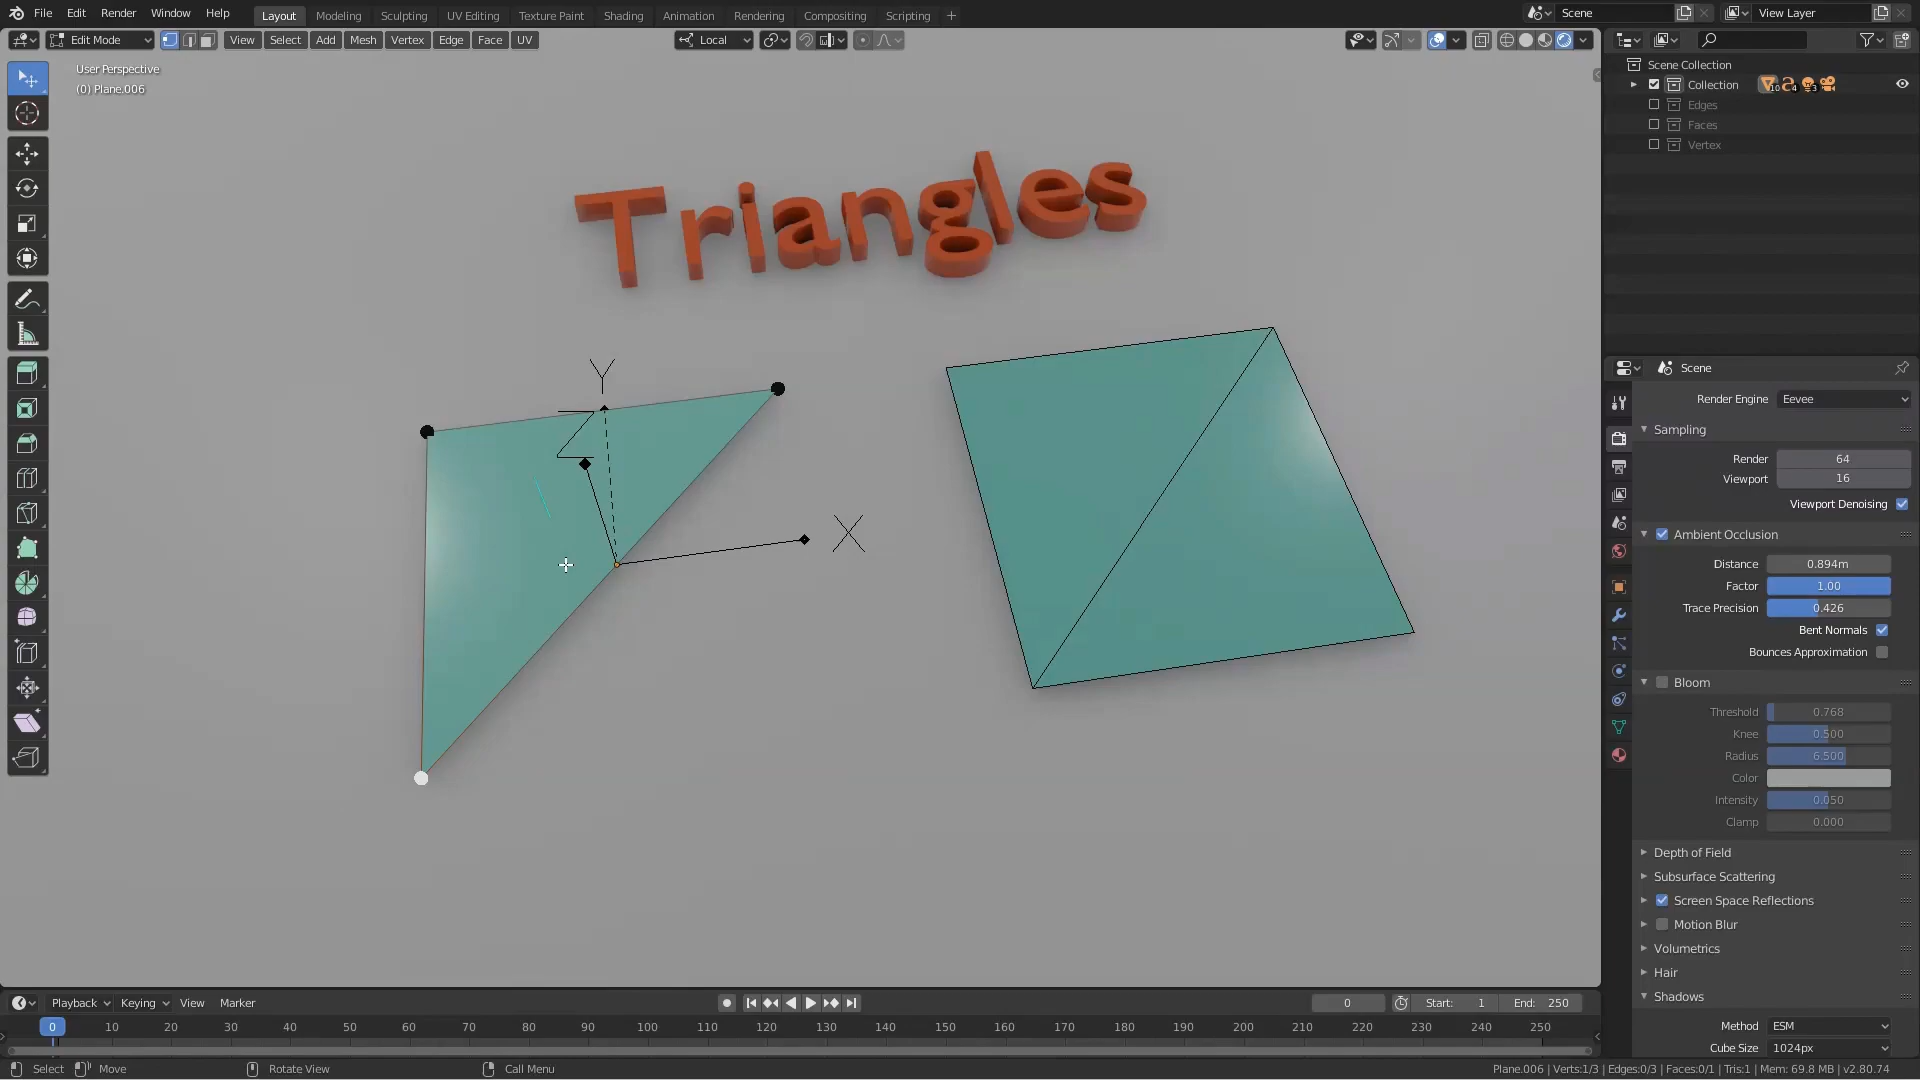 File Edit Render Window Help Layout Modeling Sculpting UV Editing Texture Paint Shading Animation Rendering Compositing Scripting + Scene View Layer
Edit Mode View Select Add Mesh Vertex Edge Face UV Local
User Perspective
(0) Plane.006
Scene Collection
Collection 10 4 3
Edges
Faces
Vertex
Triangles
Y
Z
X
Scene
Render Engine Eevee
Sampling
Render 64
Viewport 16
Viewport Denoising
Ambient Occlusion
Distance 0.894m
Factor 1.00
Trace Precision 0.426
Bent Normals
Bounces Approximation
Bloom
Threshold 0.768
Knee 0.500
Radius 6.500
Color
Intensity 0.050
Clamp 0.000
Depth of Field
Subsurface Scattering
Screen Space Reflections
Motion Blur
Volumetrics
Hair
Shadows
Method ESM
Cube Size 1024px
Playback Keying View Marker 0 Start: 1 End: 250
0 10 20 30 40 50 60 70 80 90 100 110 120 130 140 150 160 170 180 190 200 210 220 230 240 250
Select Move Rotate View Call Menu Plane.006 | Verts:1/3 | Edges:0/3 | Faces:0/1 | Tris:1 | Mem: 69.8 MB | v2.80.74